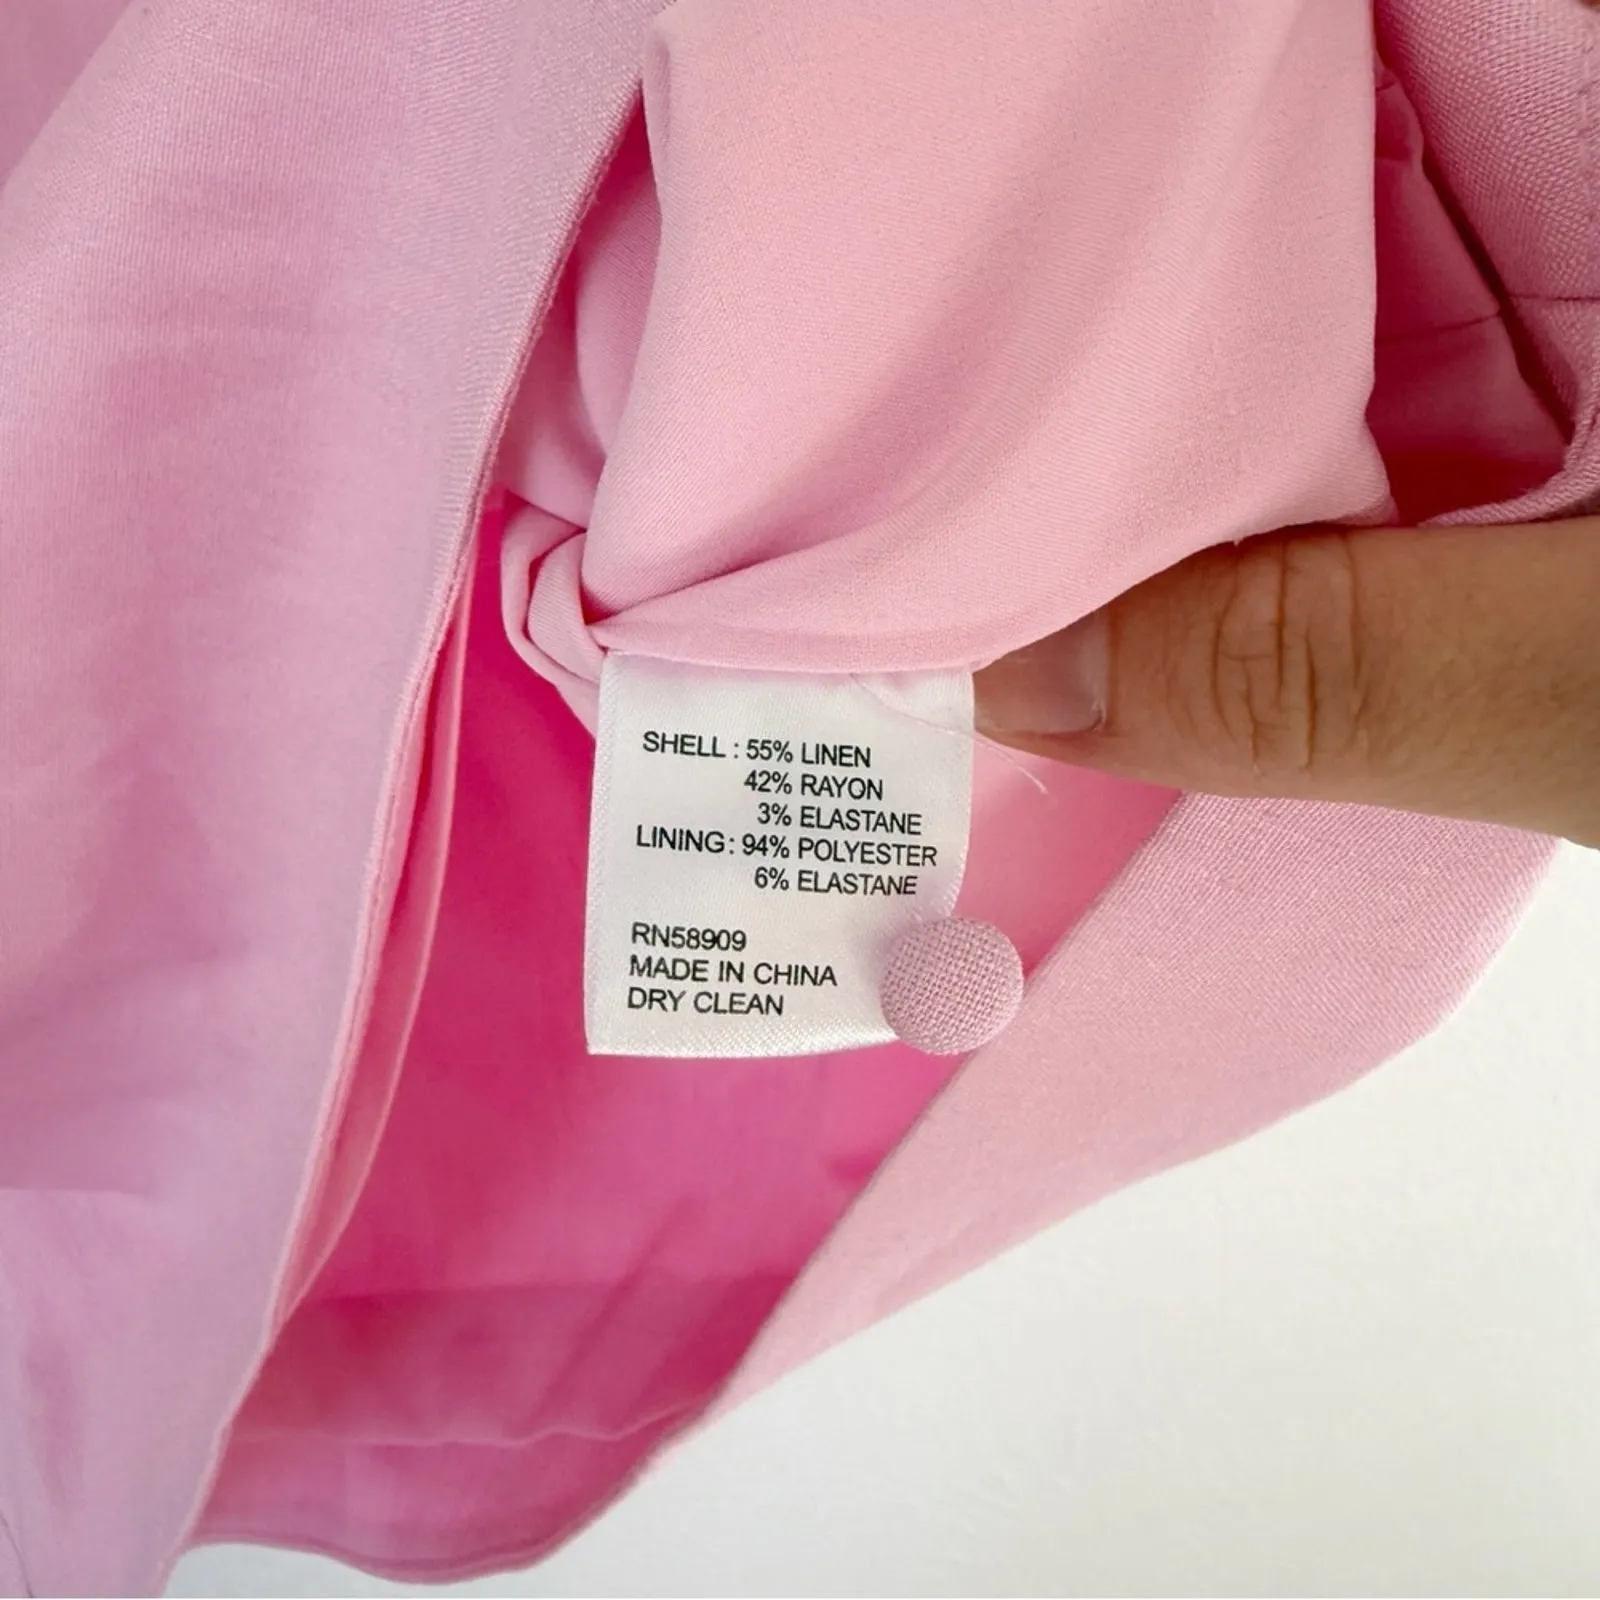 SHELL : 55% LINEN
42% RAYON
3% ELASTANE
LINING : 94% POLYESTER
6% ELASTANE
RN58909
MADE IN CHINA
DRY CLEAN